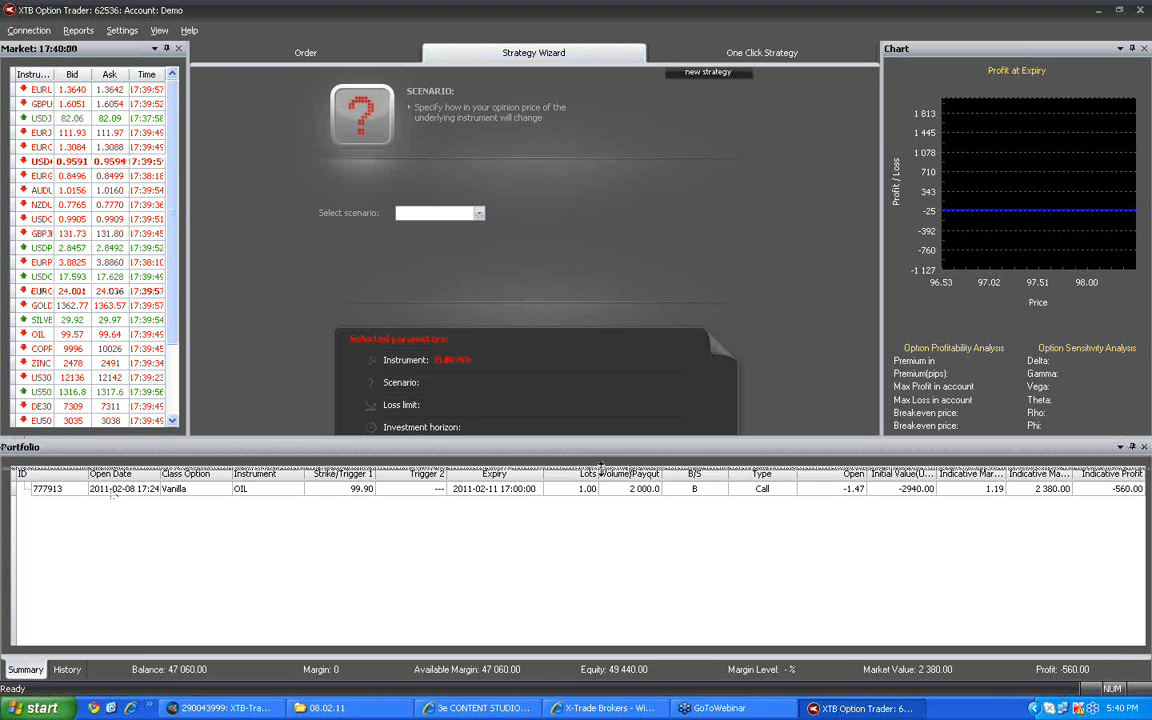 XTB Option Trader: 62536: Account: Demo
Connection Reports Settings View Help
Market: 17:40:00
Instru... Bid Ask Time
EURU 1.3640 1.3642 17:39:57
GBPU 1.6051 1.6054 17:39:52
USDJ 82.06 82.09 17:37:58
EURJ 111.93 111.97 17:39:49
EURC 1.3084 1.3088 17:39:49
USDC 0.9591 0.9594 17:39:59
EURG 0.8496 0.8499 17:38:18
AUDU 1.0156 1.0160 17:39:54
NZDU 0.7765 0.7770 17:39:36
USDC 0.9905 0.9909 17:39:51
GBPJ 131.73 131.80 17:39:45
USDP 2.8457 2.8492 17:39:52
EURP 3.8825 3.8860 17:38:10
USDC 17.593 17.628 17:39:49
EURC 24.001 24.036 17:39:57
GOLD 1362.77 1363.57 17:39:57
SILVE 29.92 29.97 17:39:54
OIL 99.57 99.64 17:39:49
COPP 9996 10026 17:39:45
ZINC 2478 2491 17:39:34
US30 12136 12142 17:39:23
US50 1316.8 1317.6 17:39:56
DE30 7309 7311 17:39:49
EU50 3035 3038 17:39:49
Order Strategy Wizard One Click Strategy
new strategy
SCENARIO:
Specify how in your opinion price of the
underlying instrument will change
Select scenario:
Selected parameters:
Instrument: EURUSD
Scenario:
Loss limit:
Investment horizon:
Chart
Profit at Expiry
Profit / Loss
1 813
1 445
1 078
710
343
-25
-392
-760
-1 127
96.53 97.02 97.51 98.00
Price
Option Profitability Analysis Option Sensitivity Analysis
Premium in Delta:
Premium(pips): Gamma:
Max Profit in account Vega:
Max Loss in account Theta:
Breakeven price: Rho:
Breakeven price: Phi:
Portfolio
ID Open Date Class Option Instrument Strike/Trigger 1 Trigger 2 Expiry Lots Volume/Payout B/S Type Open Initial Value(U... Indicative Mar... Indicative Ma... Indicative Profit
777913 2011-02-08 17:24 Vanilla OIL 99.90 --- 2011-02-11 17:00:00 1.00 2 000.0 B Call -1.47 -2940.00 1.19 2 380.00 -560.00
Summary History Balance: 47 060.00 Margin: 0 Available Margin: 47 060.00 Equity: 49 440.00 Margin Level: - % Market Value: 2 380.00 Profit: -560.00
Ready NUM
start 290043999: XTB-Tra... 08.02.11 3e CONTENT STUDIO... X-Trade Brokers - Wi... GoToWebinar XTB Option Trader: 6... 5:40 PM